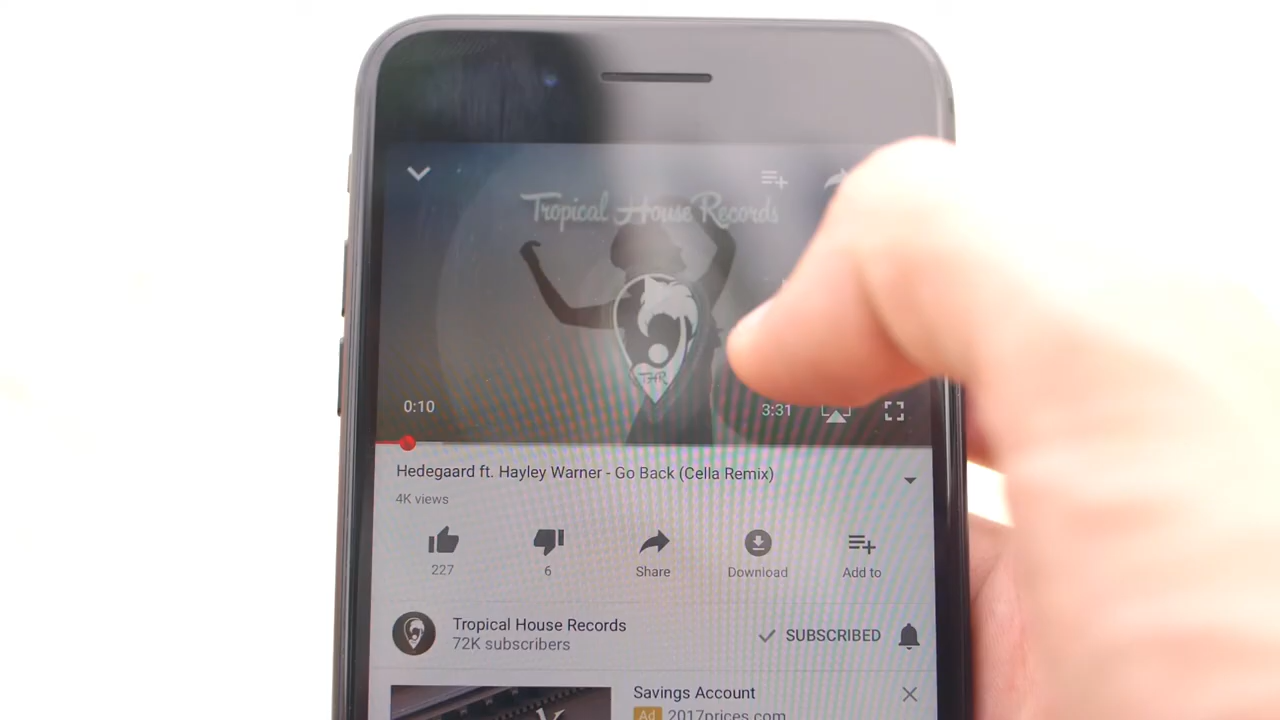 Tropical House Records
THR
0:10
3:31
Hedegaard ft. Hayley Warner - Go Back (Cella Remix)
4K views
227
6
Share
Download
Add to
Tropical House Records
72K subscribers
SUBSCRIBED
Savings Account
Ad 2017prices.com